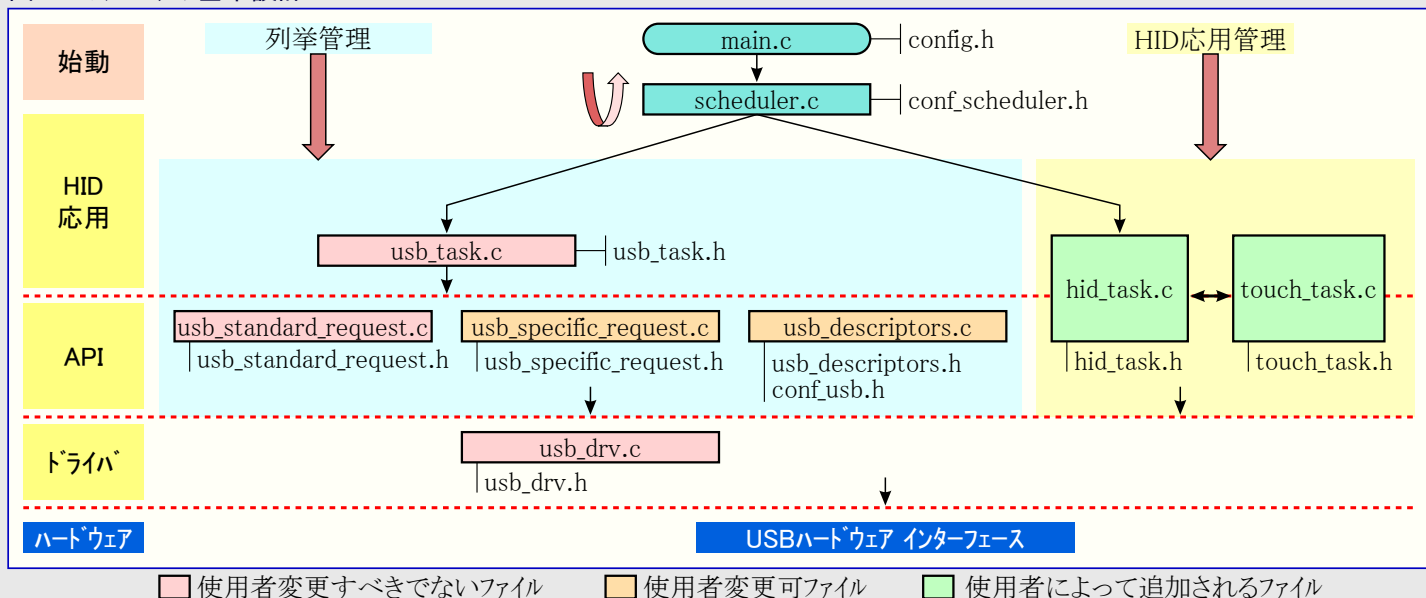 列挙管理
main.c
config.h
HID応用管理
始動
scheduler.c
conf_scheduler.h
HID
応用
usb_task.c
usb_task.h
hid_task.c
touch_task.c
usb_standard_request.c
usb_specific_request.c
usb_descriptors.c
API
usb_standard_request.h
usb_specific_request.h
usb_descriptors.h
conf_usb.h
hid_task.h
touch_task.h
ドライバ
usb_drv.c
usb_drv.h
ハードウェア
USBハードウェア インターフェース
使用者変更すべきでないファイル
使用者変更可ファイル
使用者によって追加されるファイル